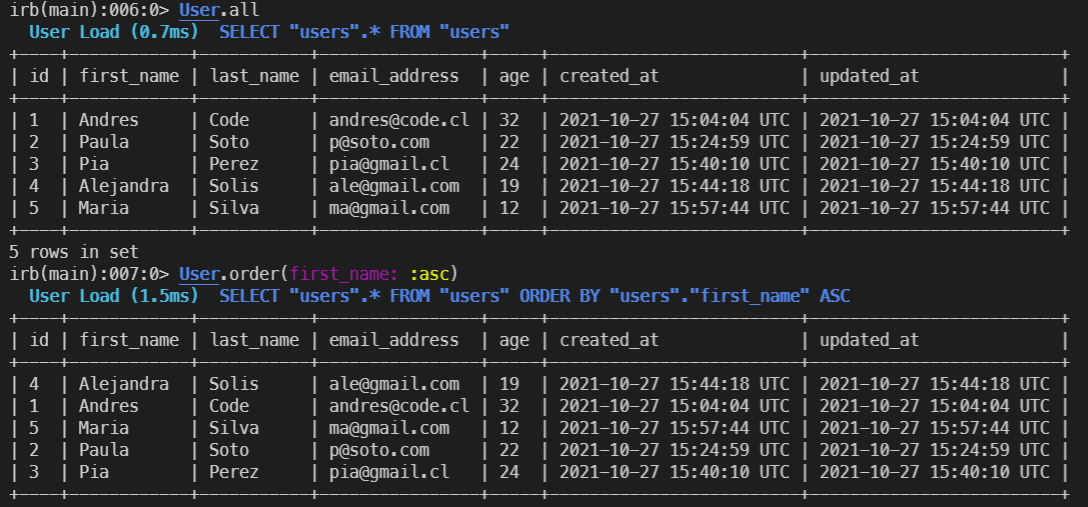 irb(main):006:0> User.all
  User Load (0.7ms)  SELECT "users".* FROM "users"
+----+------------+-----------+----------------+-----+-------------------------+-------------------------+
| id | first_name | last_name | email_address  | age | created_at              | updated_at              |
+----+------------+-----------+----------------+-----+-------------------------+-------------------------+
| 1  | Andres     | Code      | andres@code.cl | 32  | 2021-10-27 15:04:04 UTC | 2021-10-27 15:04:04 UTC |
| 2  | Paula      | Soto      | p@soto.com     | 22  | 2021-10-27 15:24:59 UTC | 2021-10-27 15:24:59 UTC |
| 3  | Pia        | Perez     | pia@gmail.cl   | 24  | 2021-10-27 15:40:10 UTC | 2021-10-27 15:40:10 UTC |
| 4  | Alejandra  | Solis     | ale@gmail.com  | 19  | 2021-10-27 15:44:18 UTC | 2021-10-27 15:44:18 UTC |
| 5  | Maria      | Silva     | ma@gmail.com   | 12  | 2021-10-27 15:57:44 UTC | 2021-10-27 15:57:44 UTC |
+----+------------+-----------+----------------+-----+-------------------------+-------------------------+
5 rows in set
irb(main):007:0> User.order(first_name: :asc)
  User Load (1.5ms)  SELECT "users".* FROM "users" ORDER BY "users"."first_name" ASC
+----+------------+-----------+----------------+-----+-------------------------+-------------------------+
| id | first_name | last_name | email_address  | age | created_at              | updated_at              |
+----+------------+-----------+----------------+-----+-------------------------+-------------------------+
| 4  | Alejandra  | Solis     | ale@gmail.com  | 19  | 2021-10-27 15:44:18 UTC | 2021-10-27 15:44:18 UTC |
| 1  | Andres     | Code      | andres@code.cl | 32  | 2021-10-27 15:04:04 UTC | 2021-10-27 15:04:04 UTC |
| 5  | Maria      | Silva     | ma@gmail.com   | 12  | 2021-10-27 15:57:44 UTC | 2021-10-27 15:57:44 UTC |
| 2  | Paula      | Soto      | p@soto.com     | 22  | 2021-10-27 15:24:59 UTC | 2021-10-27 15:24:59 UTC |
| 3  | Pia        | Perez     | pia@gmail.cl   | 24  | 2021-10-27 15:40:10 UTC | 2021-10-27 15:40:10 UTC |
+----+------------+-----------+----------------+-----+-------------------------+-------------------------+